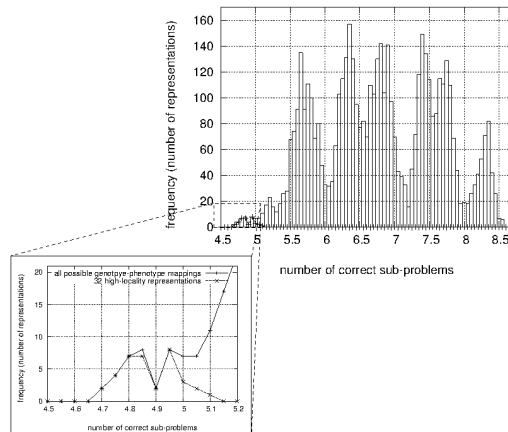 frequency (number of representations)
160
140
120
100
80
60
40
20
0
4.5 5 5.5 6 6.5 7 7.5 8 8.5
number of correct sub-problems
all possible genotpye-phenotype mappings
32 high-locality representations
frequency (number of representations)
20
15
10
5
0
4.5 4.6 4.7 4.8 4.9 5 5.1 5.2
number of correct sub-problems